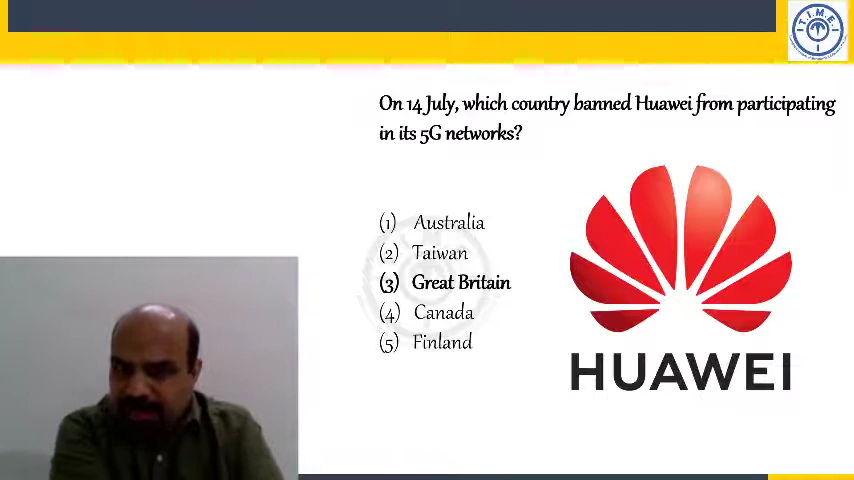 T.I.M.E.
On 14 July, which country banned Huawei from participating
in its 5G networks?
(1) Australia
(2) Taiwan
(3) Great Britain
(4) Canada
(5) Finland
HUAWEI